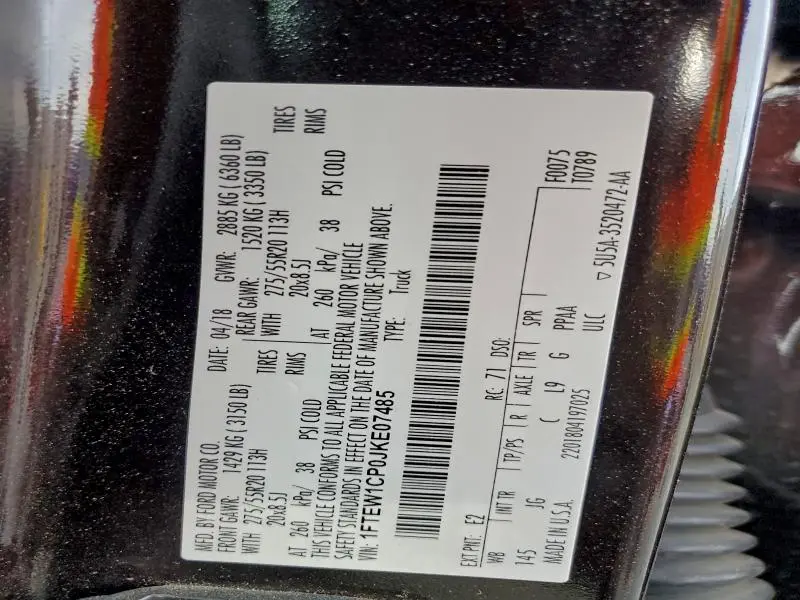 MFD. BY FORD MOTOR CO.
DATE: 04/18 GVWR: 2885 KG ( 6360 LB)
FRONT GAWR: 1429 KG ( 3150 LB) REAR GAWR: 1520 KG ( 3350 LB)
WITH 275/55R20 113H TIRES WITH 275/55R20 113H TIRES
20x8.5J RIMS 20x8.5J RIMS
AT 260 kPa/ 38 PSI COLD AT 260 kPa/ 38 PSI COLD
THIS VEHICLE CONFORMS TO ALL APPLICABLE FEDERAL MOTOR VEHICLE
SAFETY STANDARDS IN EFFECT ON THE DATE OF MANUFACTURE SHOWN ABOVE.
VIN: 1FTEW1CP0JKE07485 TYPE: Truck
F0075
T0789
EXT PNT: E2 RC: 71 DSO:
WB INT TR TP/PS R AXLE TR SPR
145 JG C L9 G PPAA
MADE IN U.S.A. 2201804197025 ULC
▽ 5U5A-3520472-AA